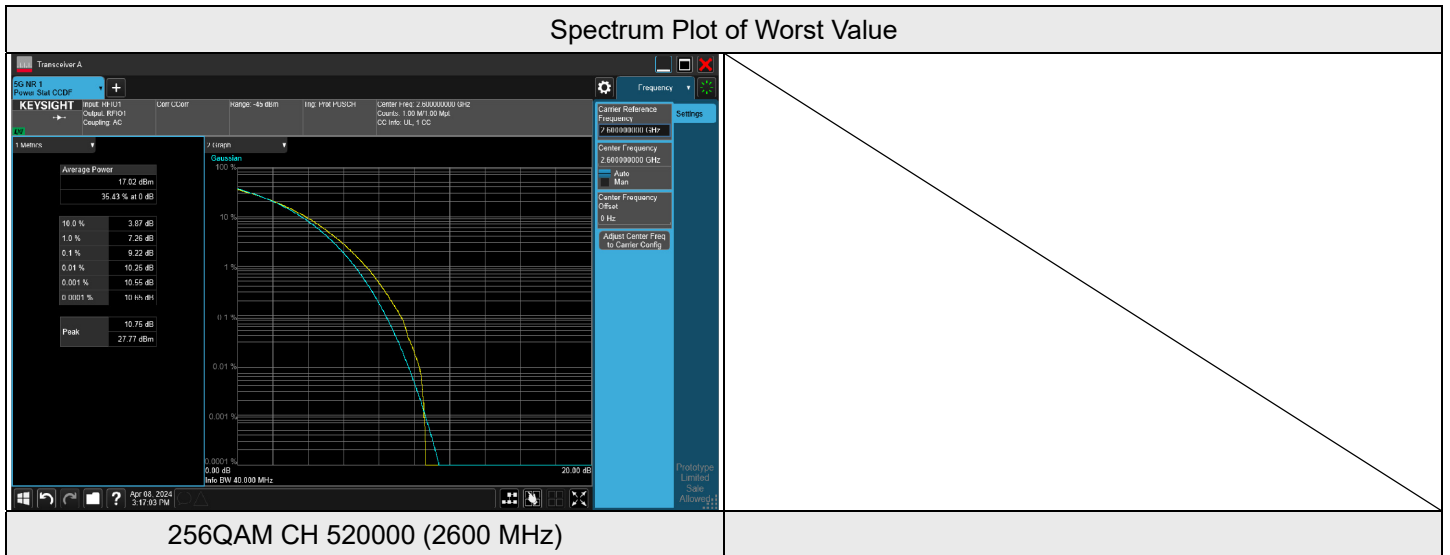 Spectrum Plot of Worst Value
Transceiver A
5G NR 1
Power Stat CCDF
Frequency
KEYSIGHT
Input: RFIO1
Output: RFIO1
Coupling: AC
Corr CCorr
Range: -45 dBm
Trig: Prot PUSCH
Center Freq: 2.600000000 GHz
Counts: 1.00 M/1.00 Mpt
CC Info: UL, 1 CC
Carrier Reference
Frequency
2.600000000 GHz
Settings
Center Frequency
2.600000000 GHz
Auto
Man
Center Frequency
Offset
0 Hz
Adjust Center Freq
to Carrier Config
1 Metrics
Average Power
17.02 dBm
35.43 % at 0 dB
10.0 % 3.87 dB
1.0 % 7.26 dB
0.1 % 9.22 dB
0.01 % 10.25 dB
0.001 % 10.55 dB
0.0001 % 10.65 dB
Peak
10.75 dB
27.77 dBm
2 Graph
Gaussian
100 %
10 %
1 %
0.1 %
0.01 %
0.001 %
0.0001 %
0.00 dB
20.00 dB
Info BW 40.000 MHz
Prototype
Limited
Sale
Allowed
Apr 08, 2024
3:17:03 PM
256QAM CH 520000 (2600 MHz)